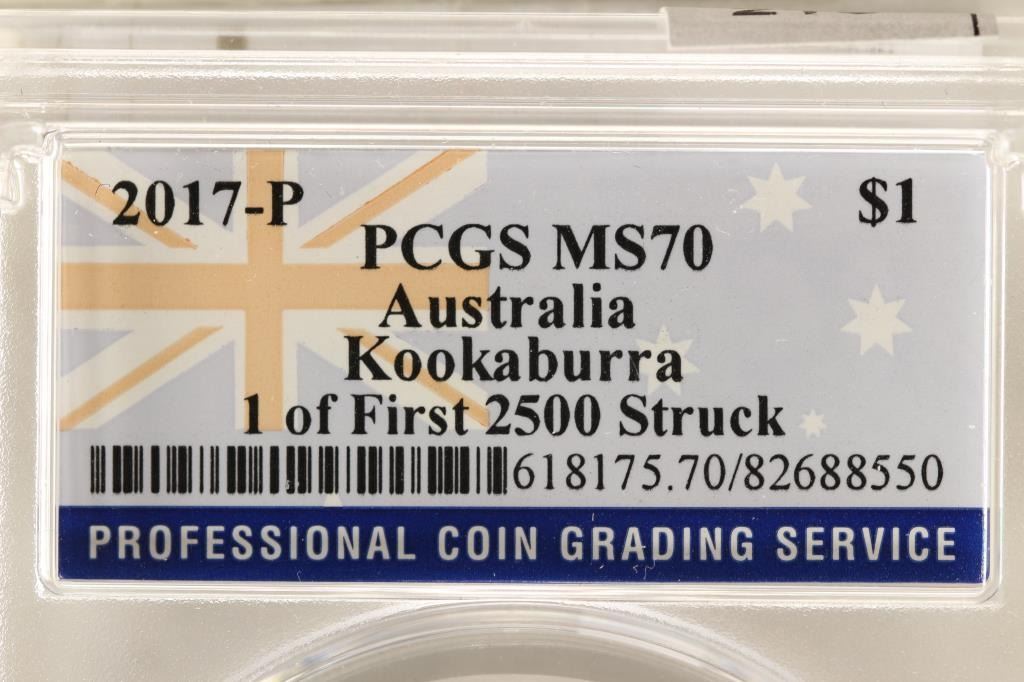 2017-P $1
PCGS MS70
Australia
Kookaburra
1 of First 2500 Struck
618175.70/82688550
PROFESSIONAL COIN GRADING SERVICE